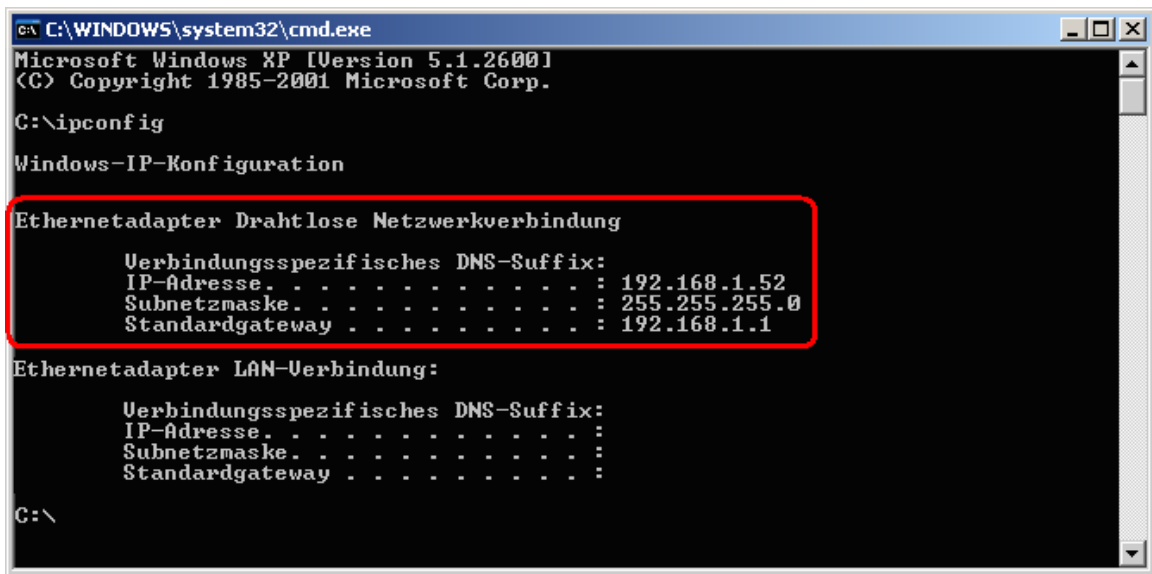 C:\WINDOWS\system32\cmd.exe
Microsoft Windows XP [Version 5.1.2600]
(C) Copyright 1985-2001 Microsoft Corp.
C:\ipconfig
Windows-IP-Konfiguration
Ethernetadapter Drahtlose Netzwerkverbindung
Verbindungsspezifisches DNS-Suffix:
IP-Adresse. . . . . . . . . . . . : 192.168.1.52
Subnetzmaske. . . . . . . . . . . : 255.255.255.0
Standardgateway . . . . . . . . . : 192.168.1.1
Ethernetadapter LAN-Verbindung:
Verbindungsspezifisches DNS-Suffix:
IP-Adresse. . . . . . . . . . . . :
Subnetzmaske. . . . . . . . . . . :
Standardgateway . . . . . . . . . :
C:\